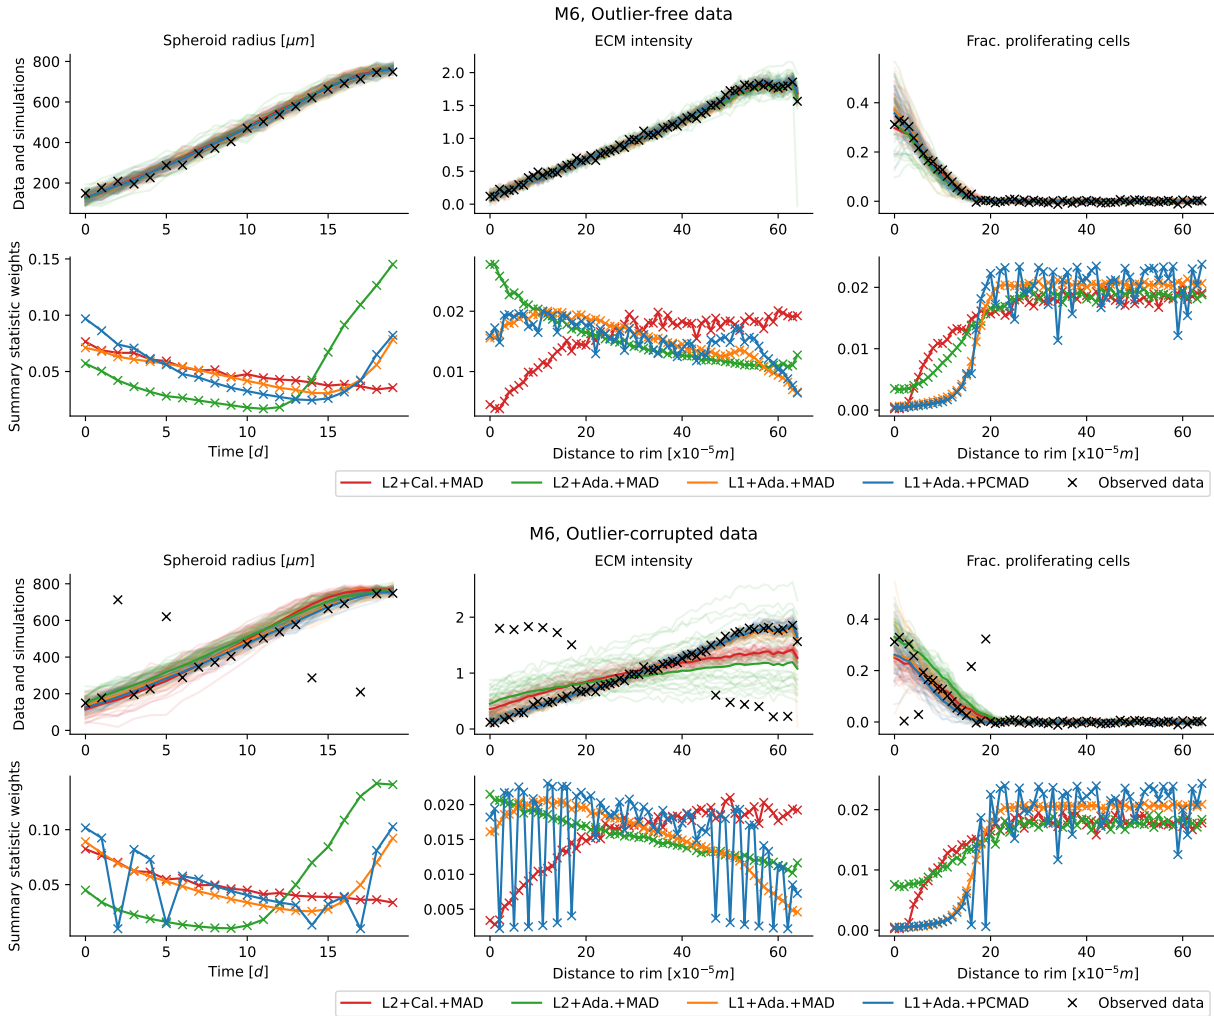 M6, Outlier-free data
Spheroid radius [μm]
ECM intensity
Frac. proliferating cells
Data and simulations
800
600
400
200
0 5 10 15
2.0
1.5
1.0
0.5
0.0
0 20 40 60
0.4
0.2
0.0
0 20 40 60
Summary statistic weights
0.15
0.10
0.05
0 5 10 15
Time [d]
0.02
0.01
0 20 40 60
Distance to rim [x10⁻⁵m]
0.02
0.01
0.00
0 20 40 60
Distance to rim [x10⁻⁵m]
L2+Cal.+MAD L2+Ada.+MAD L1+Ada.+MAD L1+Ada.+PCMAD Observed data
M6, Outlier-corrupted data
Spheroid radius [μm]
ECM intensity
Frac. proliferating cells
Data and simulations
800
600
400
200
0
0 5 10 15
2
1
0
0 20 40 60
0.4
0.2
0.0
0 20 40 60
Summary statistic weights
0.10
0.05
0 5 10 15
Time [d]
0.020
0.015
0.010
0.005
0 20 40 60
Distance to rim [x10⁻⁵m]
0.02
0.01
0.00
0 20 40 60
Distance to rim [x10⁻⁵m]
L2+Cal.+MAD L2+Ada.+MAD L1+Ada.+MAD L1+Ada.+PCMAD Observed data